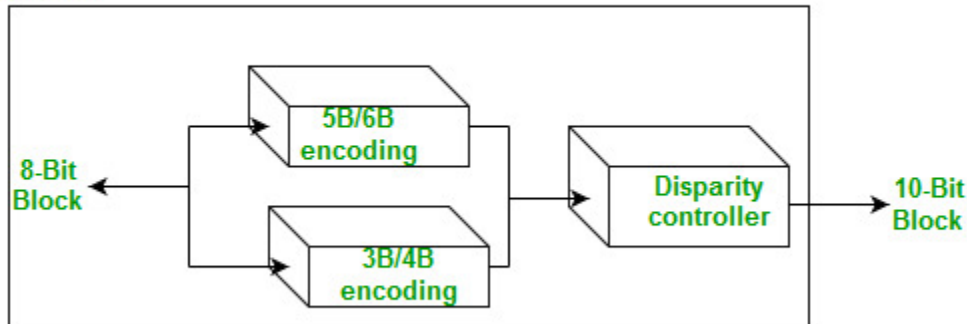 8-Bit
Block
5B/6B
encoding
3B/4B
encoding
Disparity
controller
10-Bit
Block